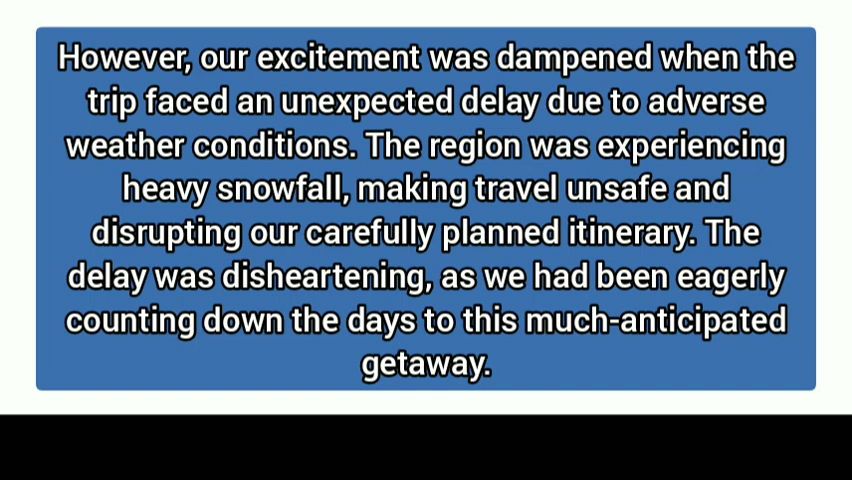 However, our excitement was dampened when the
trip faced an unexpected delay due to adverse
weather conditions. The region was experiencing
heavy snowfall, making travel unsafe and
disrupting our carefully planned itinerary. The
delay was disheartening, as we had been eagerly
counting down the days to this much-anticipated
getaway.